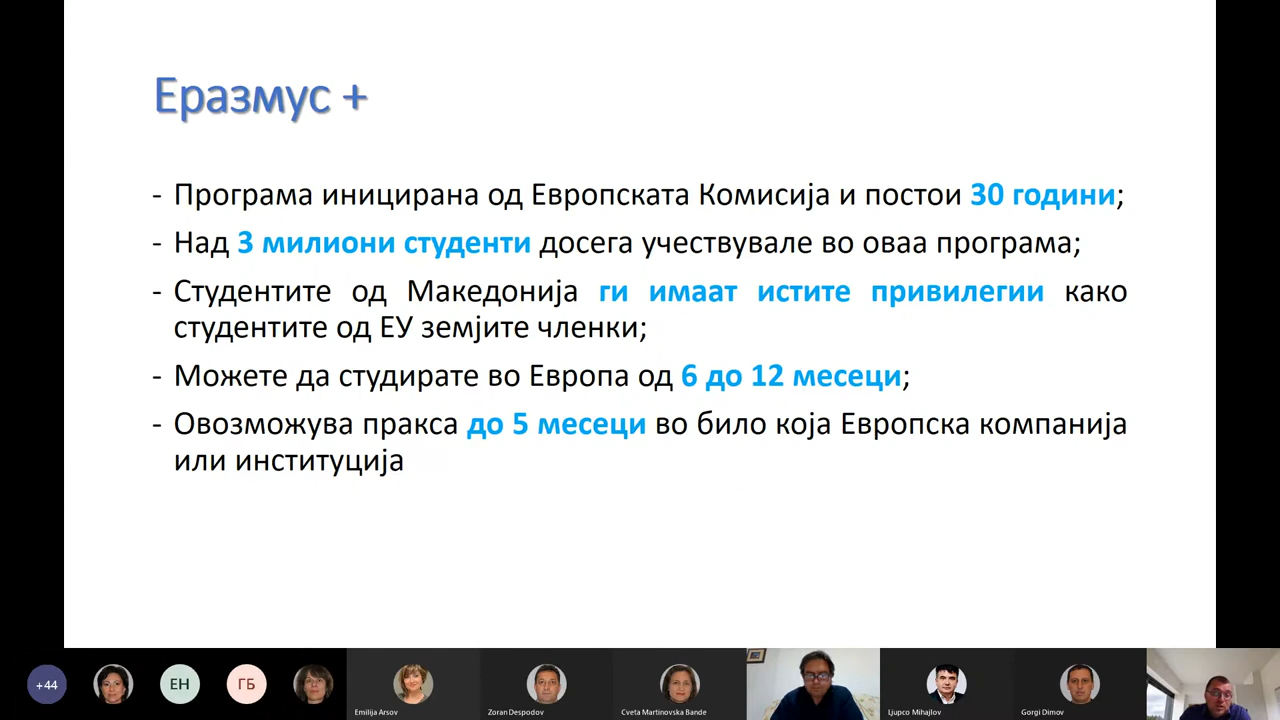 Еразмус +
- Програма иницирана од Европската Комисија и постои 30 години;
- Над 3 милиони студенти досега учествувале во оваа програма;
- Студентите од Македонија ги имаат истите привилегии како
студентите од ЕУ земјите членки;
- Можете да студирате во Европа од 6 до 12 месеци;
- Овозможува пракса до 5 месеци во било која Европска компанија
или институција
+44
ЕН
ГБ
Emilija Arsov
Zoran Despodov
Cveta Martinovska Bande
Ljupco Mihajlov
Gorgi Dimov